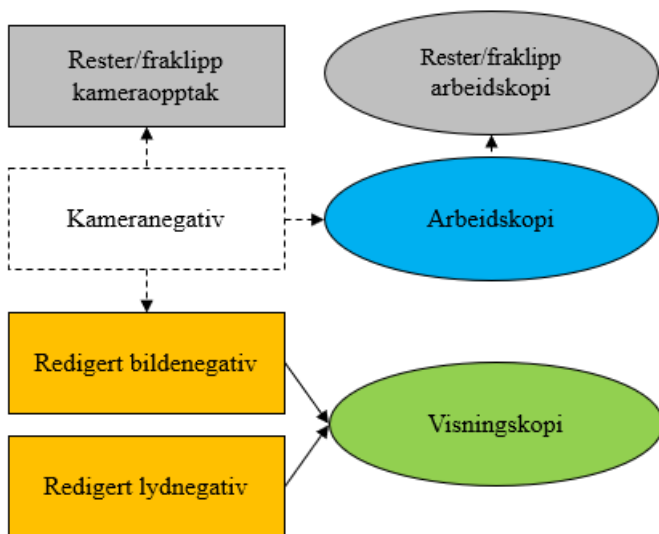 Rester/fraklipp
kameraopptak
Rester/fraklipp
arbeidskopi
Kameranegativ
Arbeidskopi
Redigert bildenegativ
Visningskopi
Redigert lydnegativ